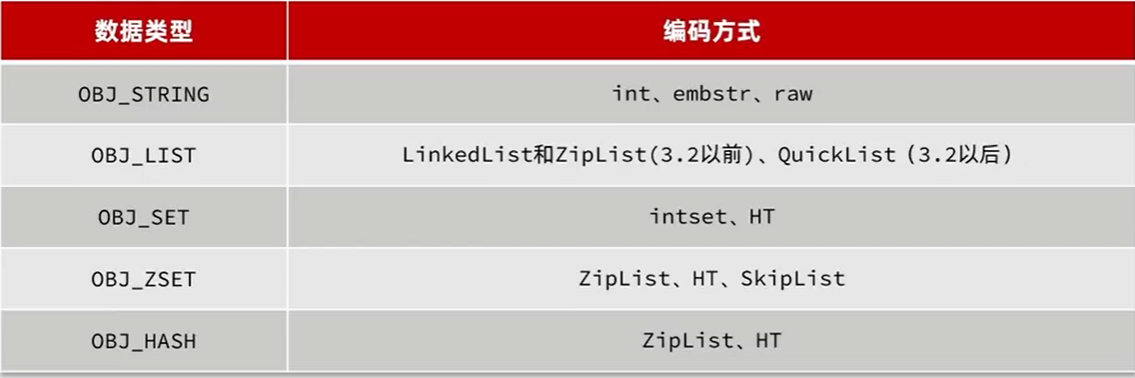 数据类型 编码方式
OBJ_STRING int、embstr、raw
OBJ_LIST LinkedList和ZipList(3.2以前)、QuickList（3.2以后）
OBJ_SET intset、HT
OBJ_ZSET ZipList、HT、SkipList
OBJ_HASH ZipList、HT